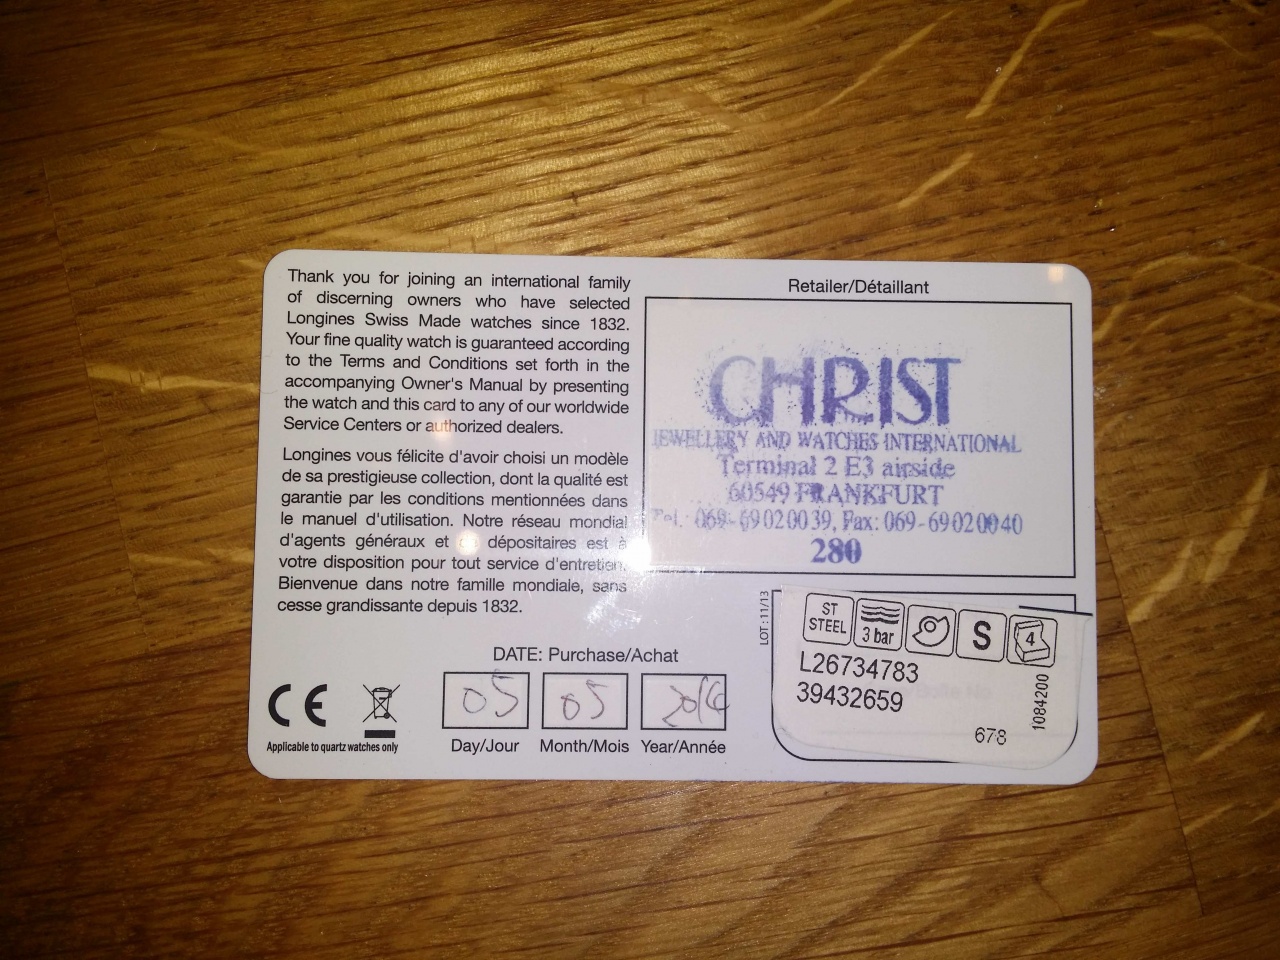 Thank you for joining an international family
of discerning owners who have selected
Longines Swiss Made watches since 1832.
Your fine quality watch is guaranteed according
to the Terms and Conditions set forth in the
accompanying Owner's Manual by presenting
the watch and this card to any of our worldwide
Service Centers or authorized dealers.
Longines vous félicite d'avoir choisi un modèle
de sa prestigieuse collection, dont la qualité est
garantie par les conditions mentionnées dans
le manuel d'utilisation. Notre réseau mondial
d'agents généraux et de dépositaires est à
votre disposition pour tout service d'entretien.
Bienvenue dans notre famille mondiale, sans
cesse grandissante depuis 1832.
Retailer/Détaillant
CHRIST
JEWELLERY AND WATCHES INTERNATIONAL
Terminal 2 E3 airside
60549 FRANKFURT
Tel.: 069-69020039, Fax: 069-69020040
280
DATE: Purchase/Achat
05 05 2014
Day/Jour Month/Mois Year/Année
CE
Applicable to quartz watches only
LOT : 11/13
ST
STEEL
3 bar
S
4
L26734783
39432659
678
1084200